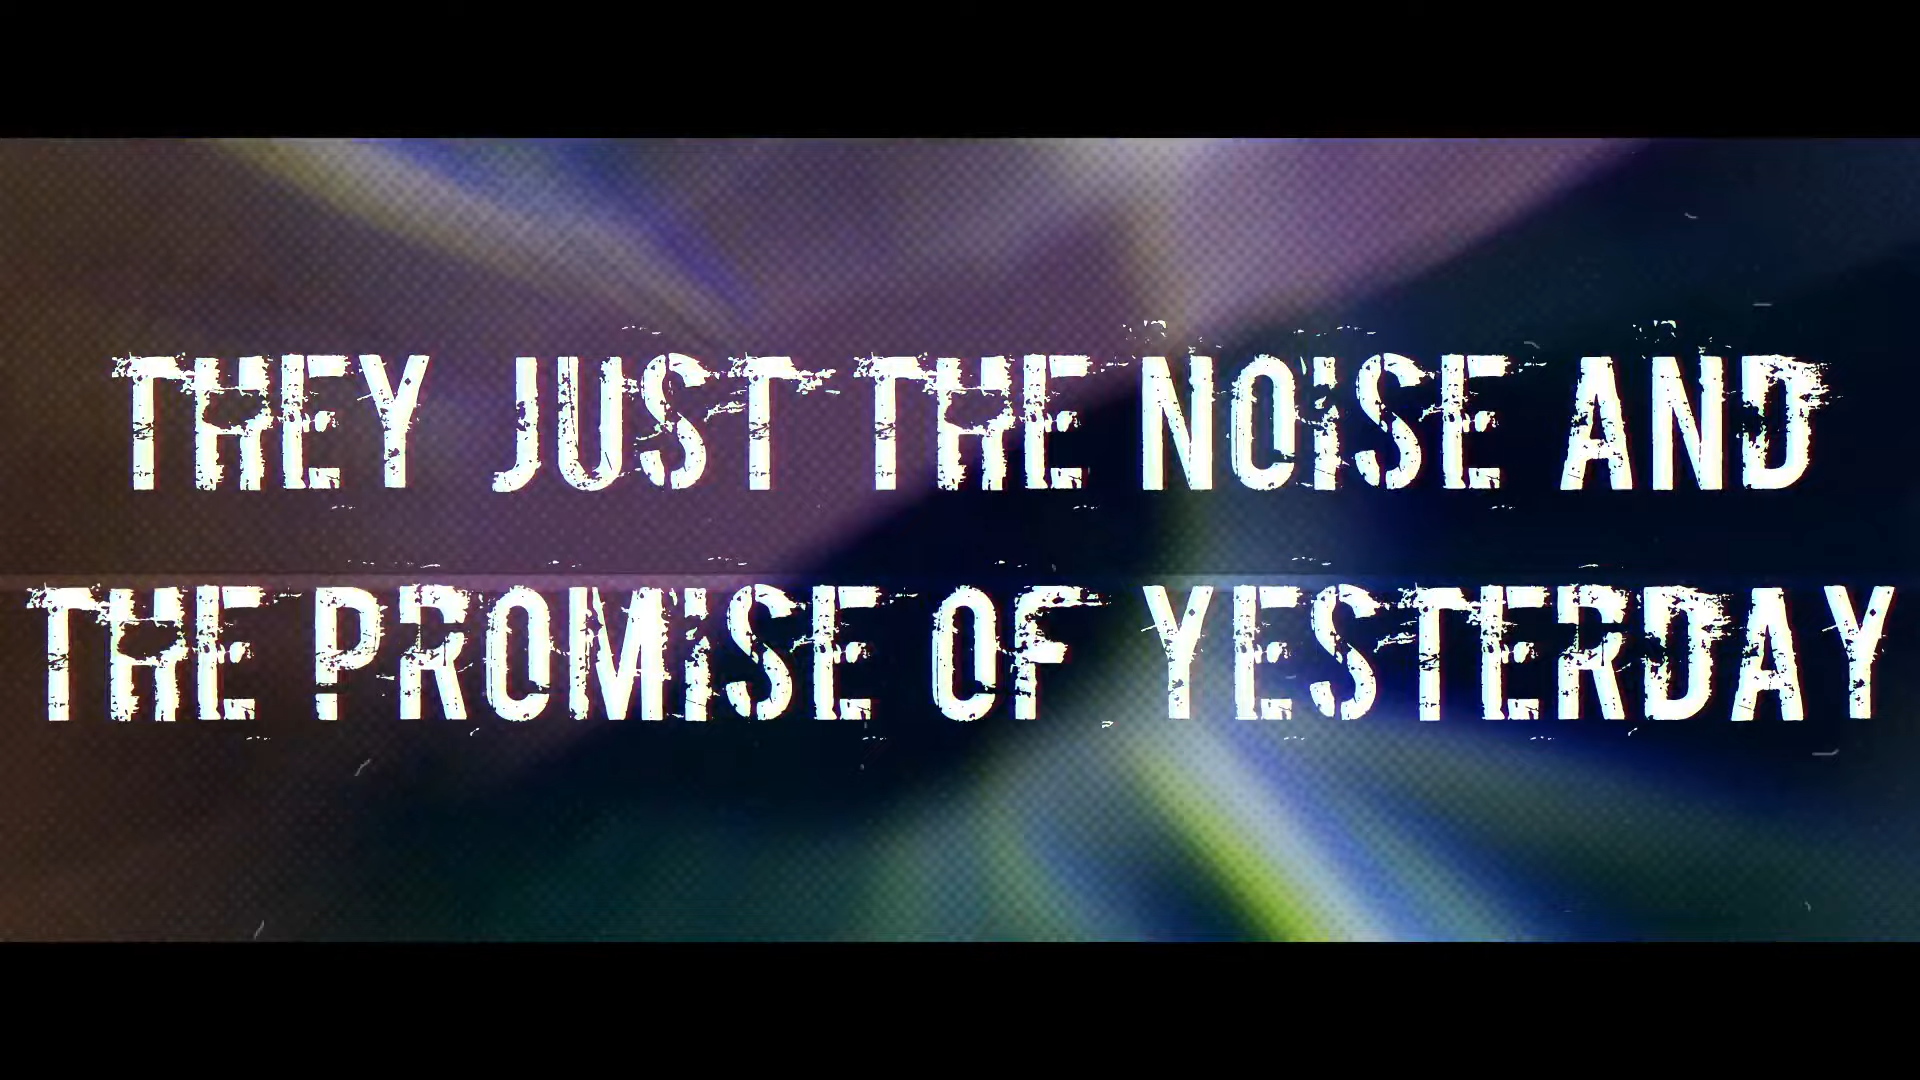 THEY JUST THE NOISE AND
THE PROMISE OF YESTERDAY